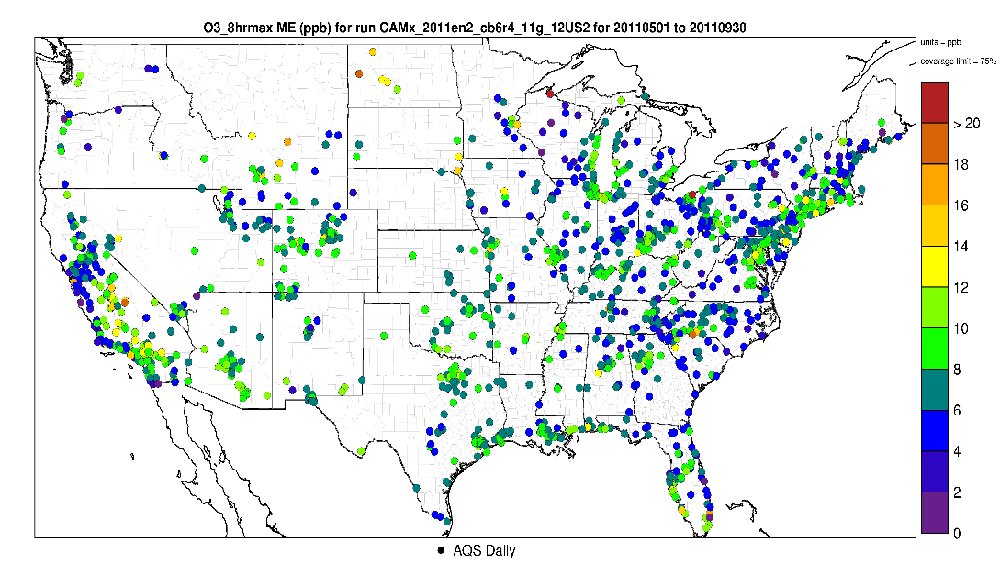 O3_8hrmax ME (ppb) for run CAMx_2011en2_cb6r4_11g_12US2 for 20110501 to 20110930
units = ppb
coverage limit = 75%
> 20
18
16
14
12
10
8
6
4
2
0
AQS Daily